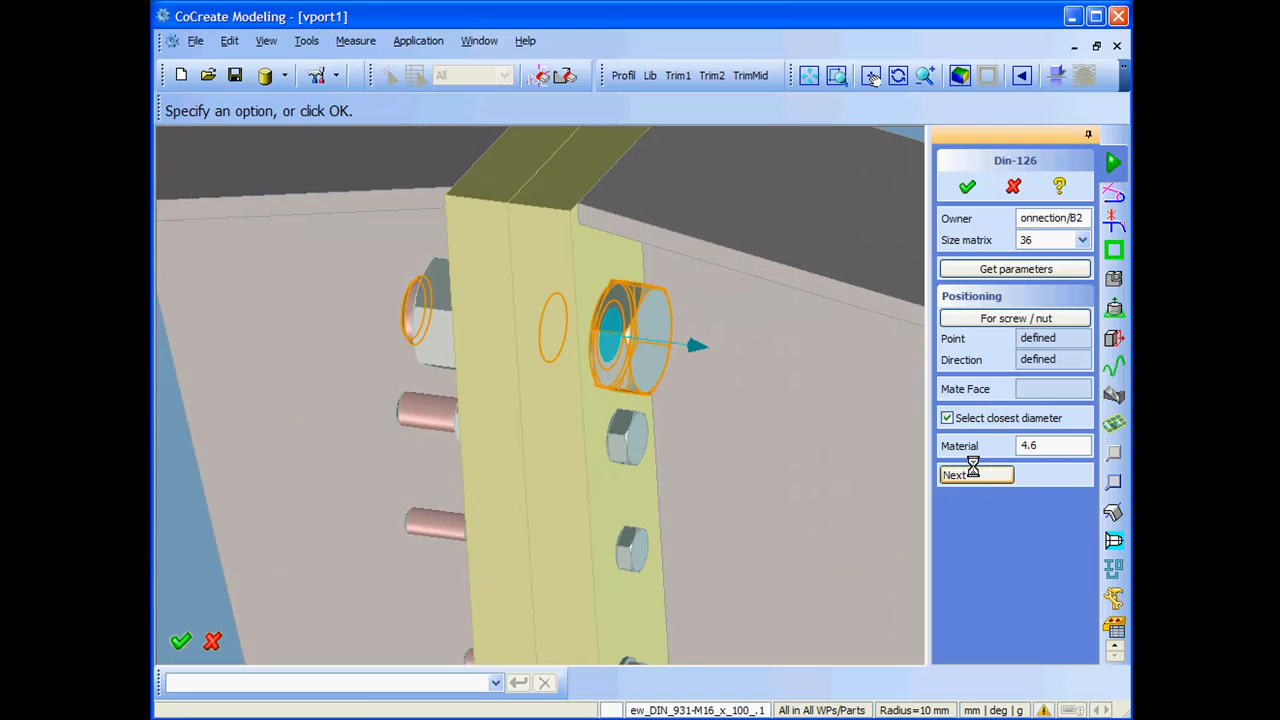 CoCreate Modeling - [vport1]
File Edit View Tools Measure Application Window Help
All Profil Lib Trim1 Trim2 TrimMid
Specify an option, or click OK.
Din-126
Owner onnection/B2
Size matrix 36
Get parameters
Positioning
For screw / nut
Point defined
Direction defined
Mate Face
Select closest diameter
Material 4.6
Next
ew_DIN_931-M16_x_100_.1 All in All WPs/Parts Radius=10 mm mm | deg | g